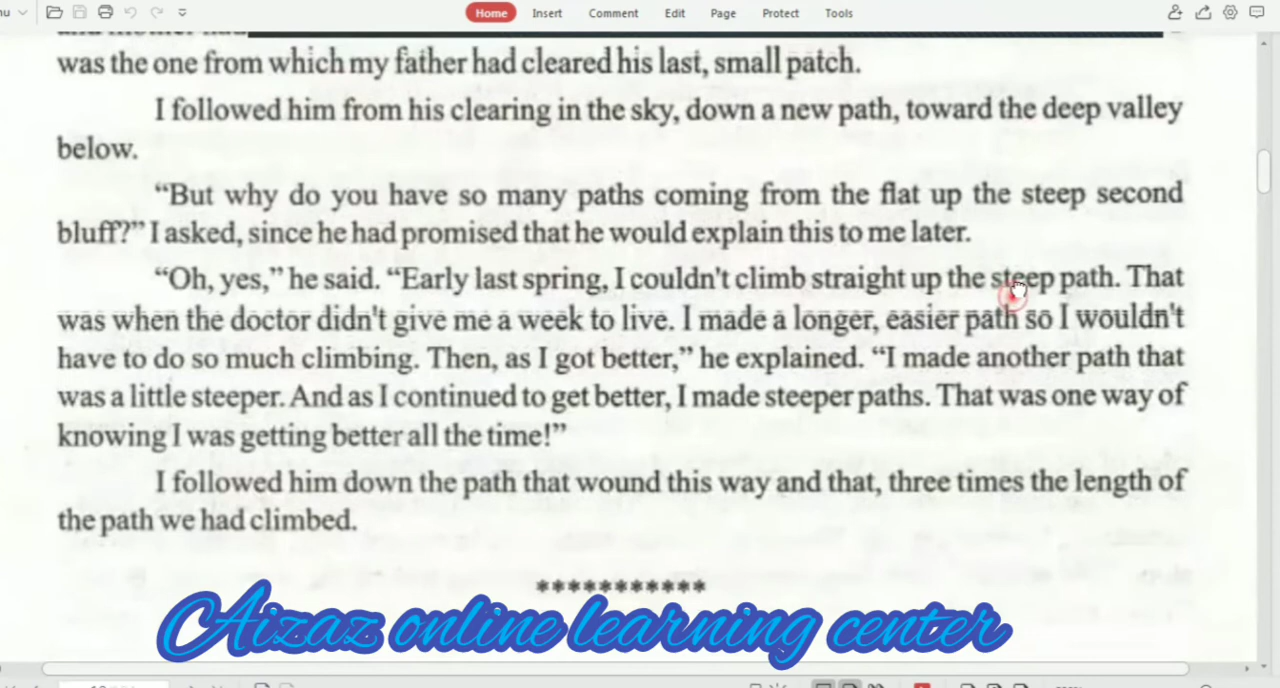 Home Insert Comment Edit Page Protect Tools
was the one from which my father had cleared his last, small patch.
I followed him from his clearing in the sky, down a new path, toward the deep valley
below.
“But why do you have so many paths coming from the flat up the steep second
bluff?” I asked, since he had promised that he would explain this to me later.
“Oh, yes,” he said. “Early last spring, I couldn't climb straight up the steep path. That
was when the doctor didn't give me a week to live. I made a longer, easier path so I wouldn't
have to do so much climbing. Then, as I got better,” he explained. “I made another path that
was a little steeper. And as I continued to get better, I made steeper paths. That was one way of
knowing I was getting better all the time!”
I followed him down the path that wound this way and that, three times the length of
the path we had climbed.
***********
Aizaz online learning center